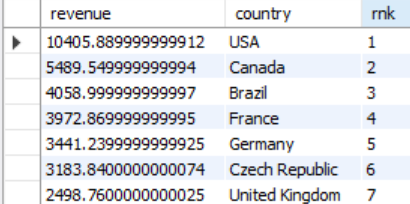 revenue country rnk
10405.889999999912 USA 1
5489.549999999994 Canada 2
4058.999999999997 Brazil 3
3972.869999999995 France 4
3441.2399999999925 Germany 5
3183.8400000000074 Czech Republic 6
2498.7600000000025 United Kingdom 7